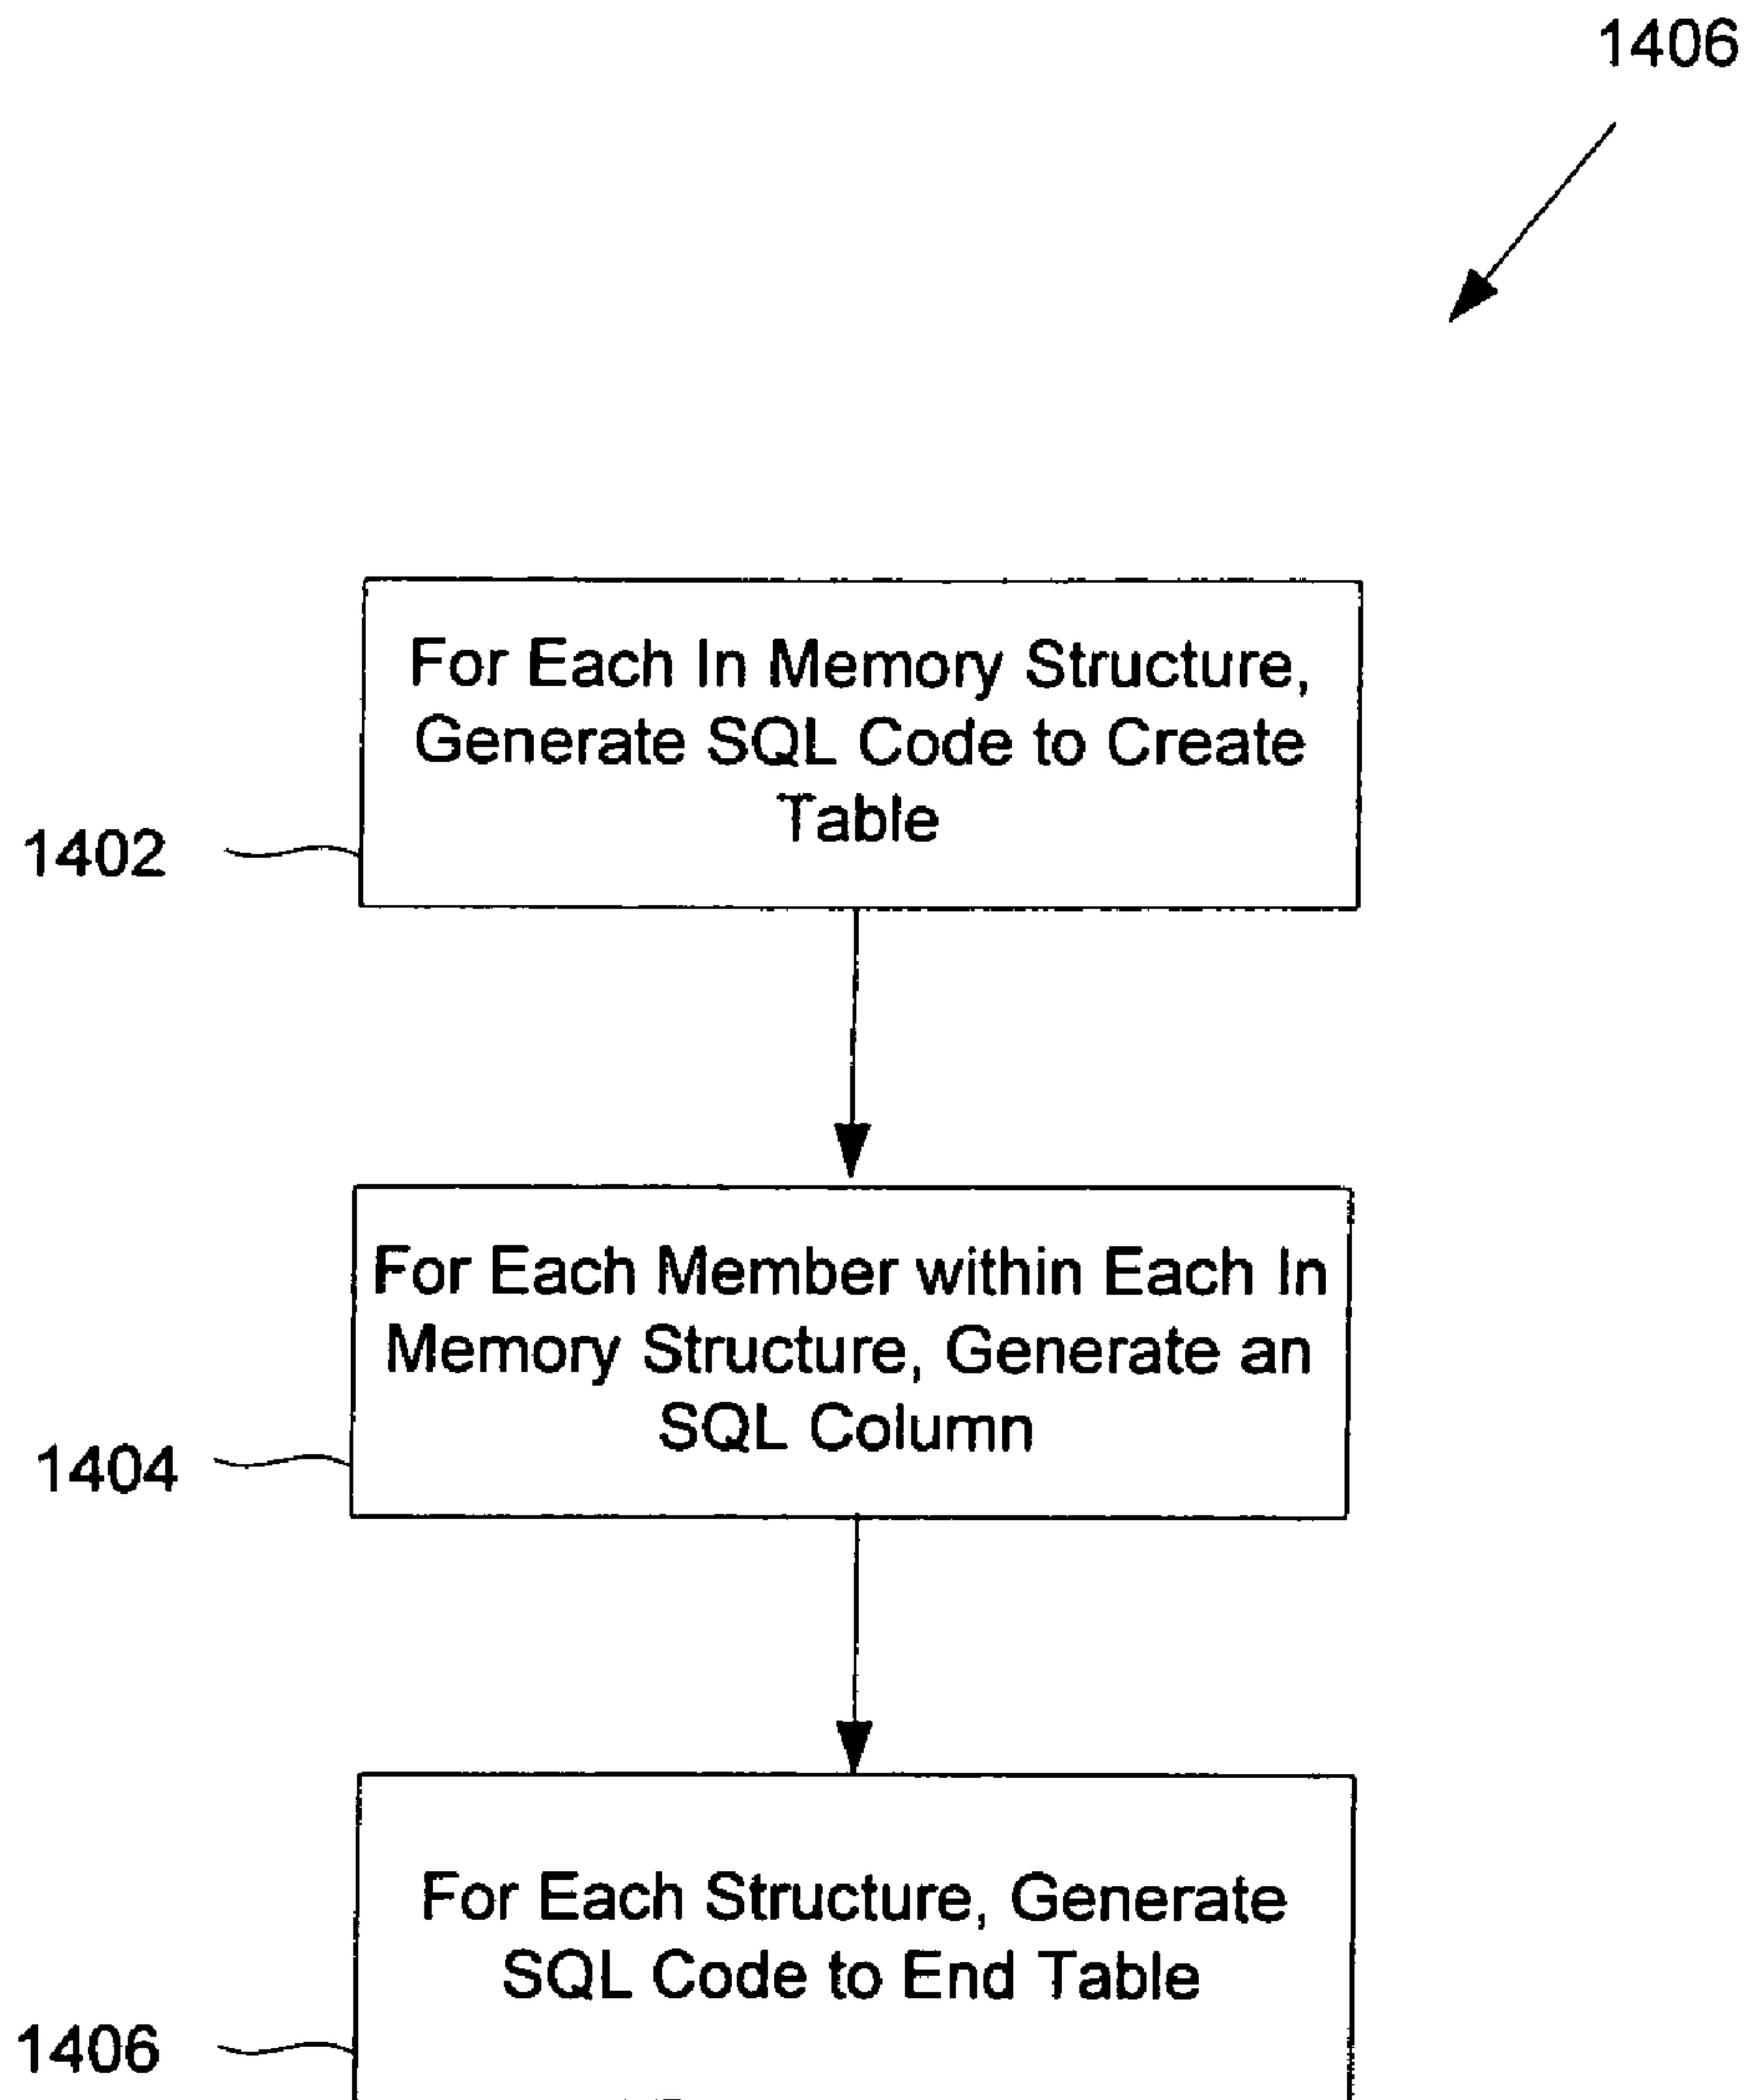 1406
For Each In Memory Structure,
Generate SQL Code to Create
Table
1402
For Each Member within Each In
Memory Structure, Generate an
SQL Column
1404
For Each Structure, Generate
SQL Code to End Table
1406